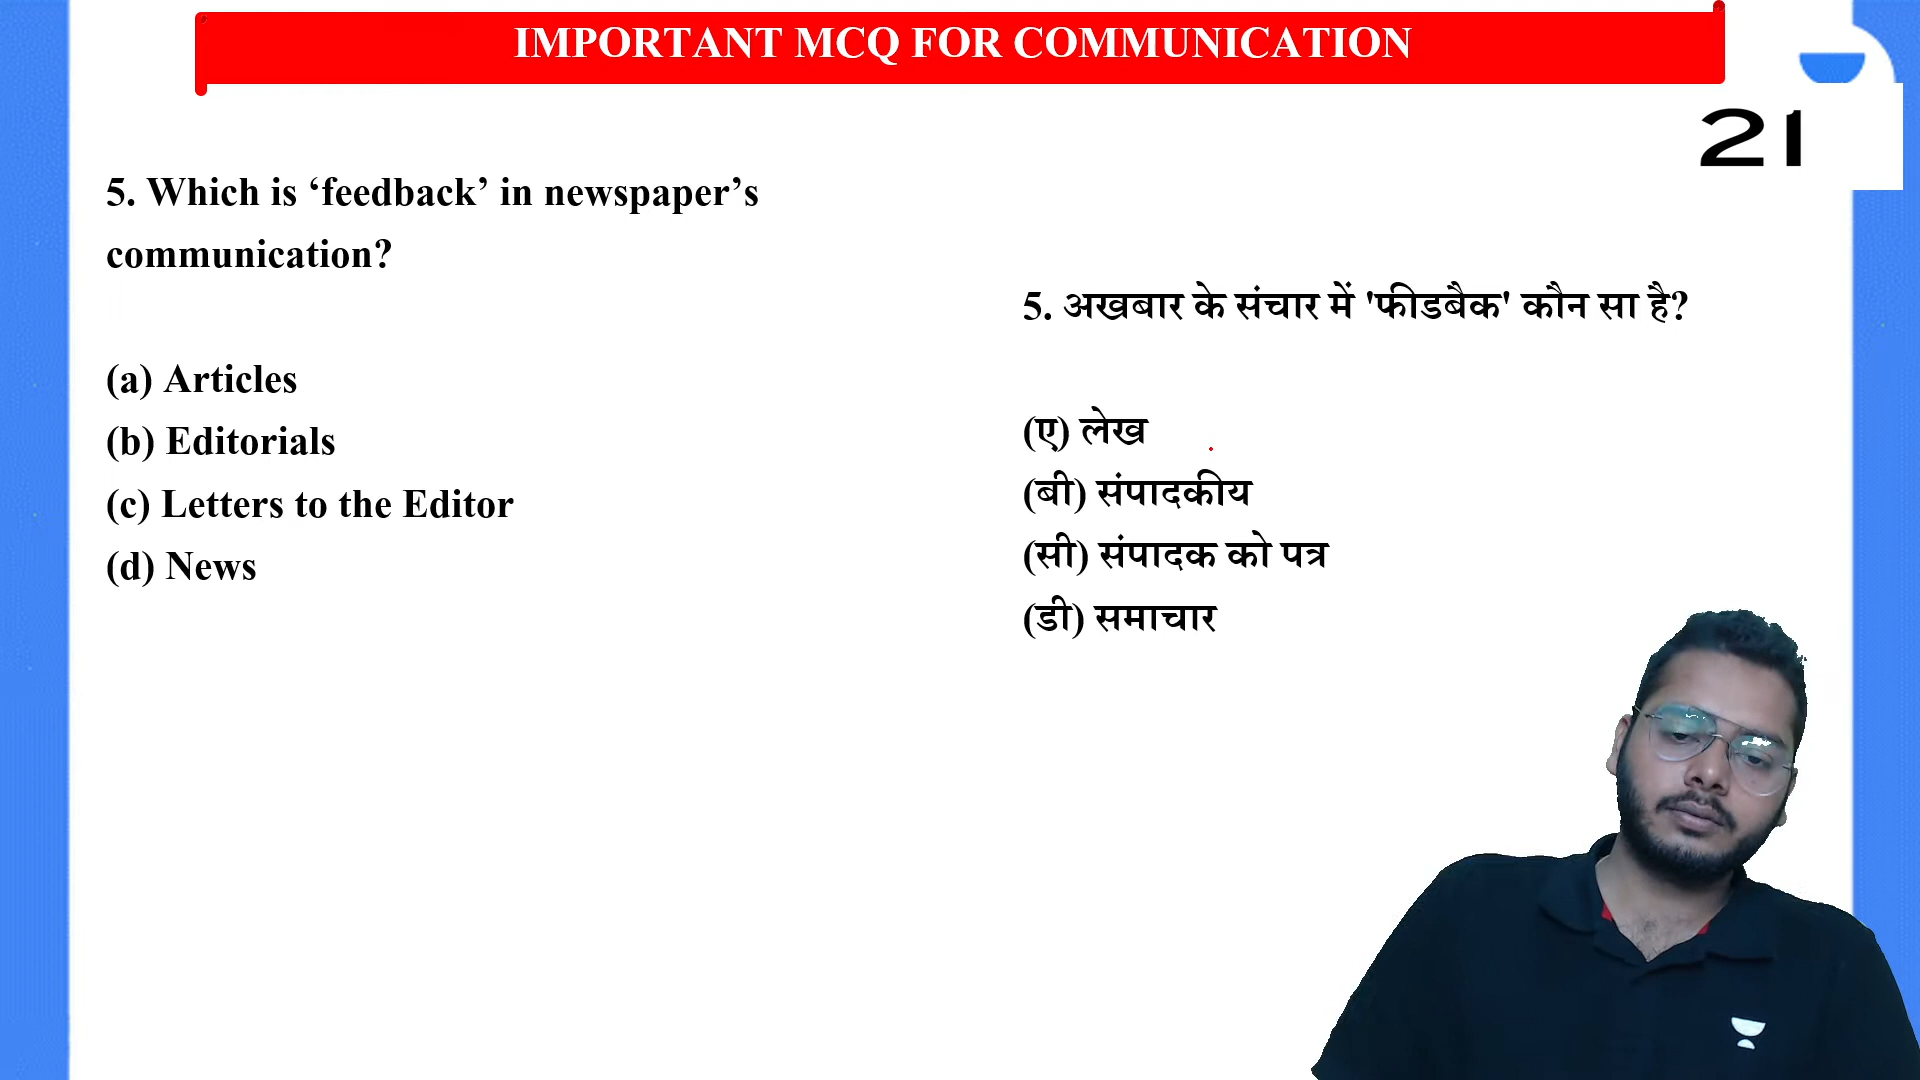 IMPORTANT MCQ FOR COMMUNICATION
21
5. Which is ‘feedback’ in newspaper’s
communication?
(a) Articles
(b) Editorials
(c) Letters to the Editor
(d) News
5. अखबार के संचार में 'फीडबैक' कौन सा है?
(ए) लेख
(बी) संपादकीय
(सी) संपादक को पत्र
(डी) समाचार